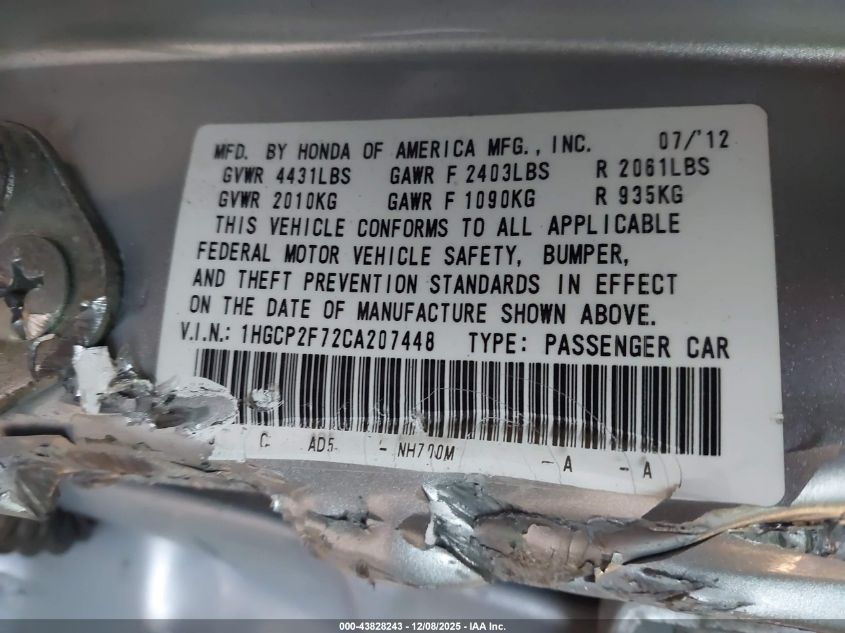 MFD. BY HONDA OF AMERICA MFG., INC. 07/'12
GVWR 4431LBS GAWR F 2403LBS R 2061LBS
GVWR 2010KG GAWR F 1090KG R 935KG
THIS VEHICLE CONFORMS TO ALL APPLICABLE
FEDERAL MOTOR VEHICLE SAFETY, BUMPER,
AND THEFT PREVENTION STANDARDS IN EFFECT
ON THE DATE OF MANUFACTURE SHOWN ABOVE.
V.I.N.: 1HGCP2F72CA207448 TYPE: PASSENGER CAR
C AD5 - NH700M - A - A
000-43828243 | 12/08/2025 - IAA Inc.